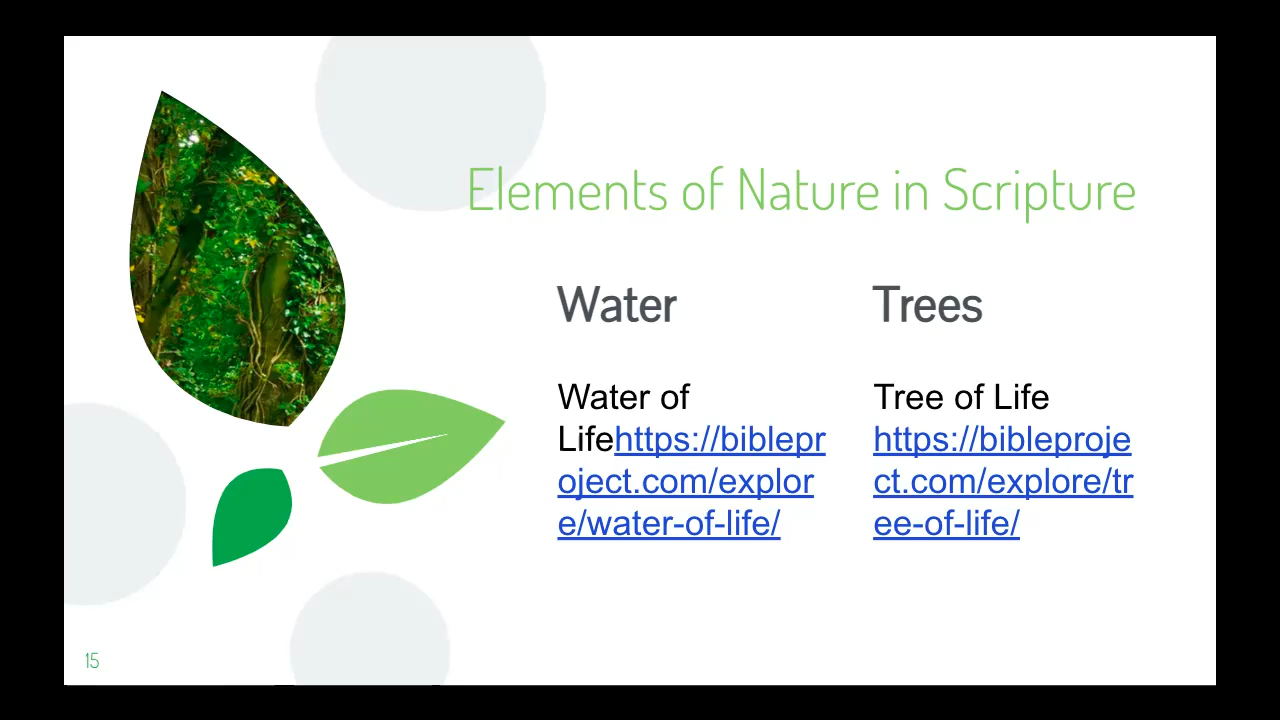 Elements of Nature in Scripture
Water
Water of
Lifehttps://biblepr
oject.com/explor
e/water-of-life/
Trees
Tree of Life
https://bibleproje
ct.com/explore/tr
ee-of-life/
15